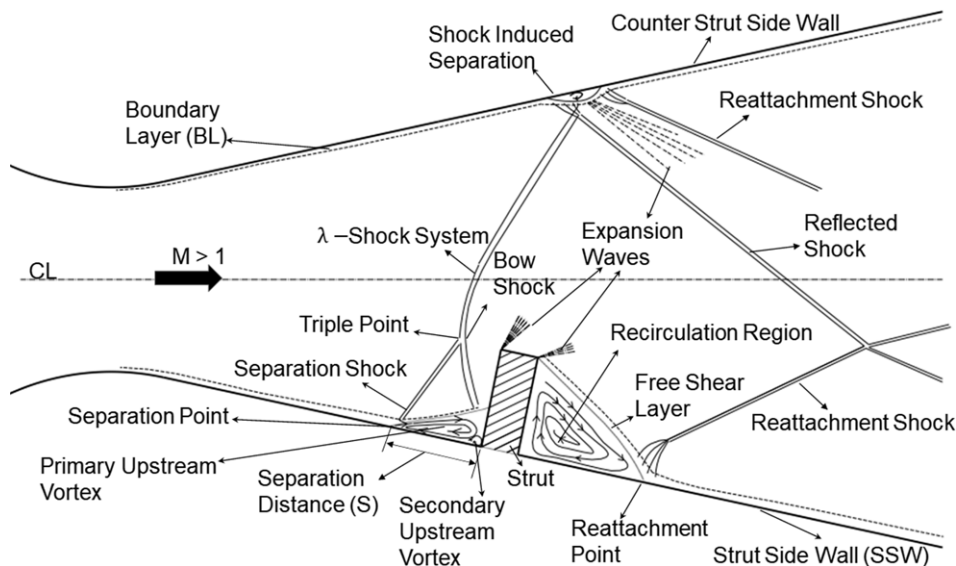 Counter Strut Side Wall
Shock Induced
Separation
Reattachment Shock
Boundary
Layer (BL)
λ –Shock System
Expansion
Waves
Reflected
Shock
M > 1
CL
Bow
Shock
Triple Point
Recirculation Region
Separation
Shock
Free Shear
Layer
Separation Point
Reattachment Shock
Primary Upstream
Vortex
Separation
Distance (S)
Strut
Secondary
Upstream
Vortex
Reattachment
Point
Strut Side Wall (SSW)